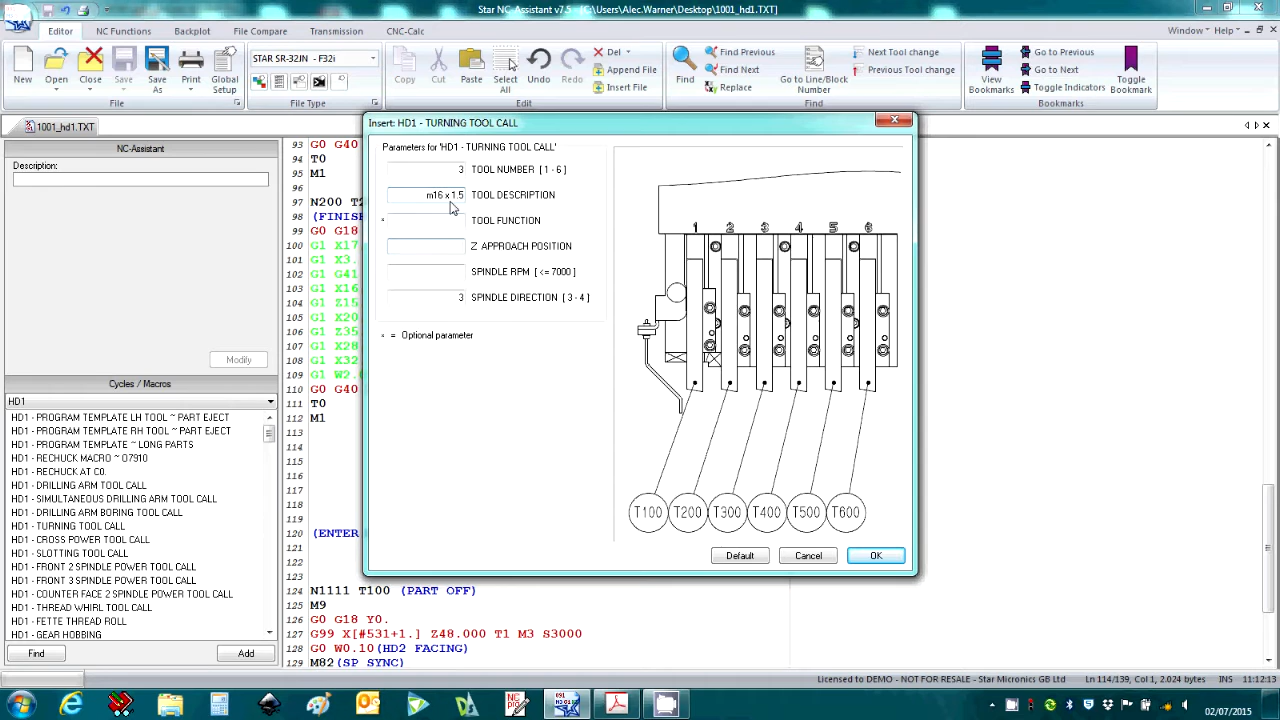 Star NC-Assistant v7.5 - [C:\Users\Alec.Warner\Desktop\1001_hd1.TXT]
Editor NC Functions Backplot File Compare Transmission CNC-Calc Window Help
New Open Close Save Save As Print Global Setup
File
STAR SR-32JN - F32i
File Type
Copy Cut Paste Select All Undo Redo
Del
Append File
Insert File
Edit
Find
Find Previous
Find Next
Replace
Go to Line/Block Number
Next Tool change
Previous Tool change
Find
View Bookmarks
Go to Previous
Go to Next
Toggle Indicators
Toggle Bookmark
Bookmarks
1001_hd1.TXT
NC-Assistant
Description:
Modify
Cycles / Macros
HD1
HD1 - PROGRAM TEMPLATE LH TOOL ~ PART EJECT
HD1 - PROGRAM TEMPLATE RH TOOL ~ PART EJECT
HD1 - PROGRAM TEMPLATE ~ LONG PARTS
HD1 - RECHUCK MACRO ~ O7910
HD1 - RECHUCK AT C0.
HD1 - DRILLING ARM TOOL CALL
HD1 - SIMULTANEOUS DRILLING ARM TOOL CALL
HD1 - DRILLING ARM BORING TOOL CALL
HD1 - TURNING TOOL CALL
HD1 - CROSS POWER TOOL CALL
HD1 - SLOTTING TOOL CALL
HD1 - FRONT 2 SPINDLE POWER TOOL CALL
HD1 - FRONT 3 SPINDLE POWER TOOL CALL
HD1 - COUNTER FACE 2 SPINDLE POWER TOOL CALL
HD1 - THREAD WHIRL TOOL CALL
HD1 - FETTE THREAD ROLL
HD1 - GEAR HOBBING
Find Add
93 G0 G40
94 T0
95 M1
96
97 N200 T2
98 (FINISH
99 G0 G18
100 G1 X17
101 G1 X3.
102 G1 G41
103 G1 X16
104 G1 Z15
105 G1 X30
106 G1 Z35
107 G1 X28
108 G1 X32
109 G1 W2.0
110 G0 G40
111 T0
112 M1
113
114
115
116
117
118
119
120 (ENTER
121
122
123
124 N1111 T100 (PART OFF)
125 M9
126 G0 G18 Y0.
127 G99 X[#531+1.] Z48.000 T1 M3 S3000
128 G0 W0.10(HD2 FACING)
129 M82(SP SYNC)
Insert: HD1 - TURNING TOOL CALL
Parameters for 'HD1 - TURNING TOOL CALL'
3 TOOL NUMBER [1 - 6]
m16 x 1.5 TOOL DESCRIPTION
* TOOL FUNCTION
Z APPROACH POSITION
SPINDLE RPM [<= 7000]
3 SPINDLE DIRECTION [3 - 4]
* = Optional parameter
1 2 3 4 5 6
T100 T200 T300 T400 T500 T600
Default Cancel OK
Licensed to DEMO - NOT FOR RESALE - Star Micronics GB Ltd Ln 114/139, Col 1, 2.024 bytes INS 11:12:13
11:12
02/07/2015